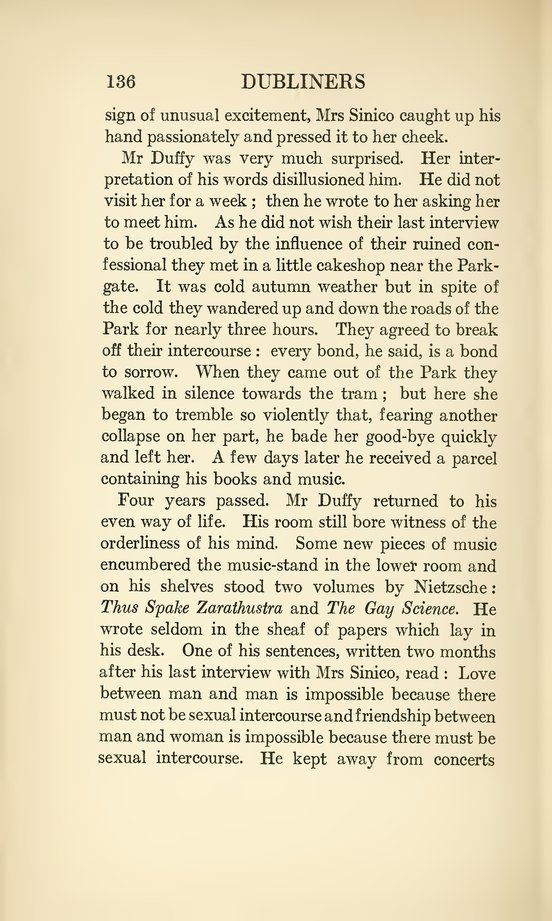 136 DUBLINERS
sign of unusual excitement, Mrs Sinico caught up his
hand passionately and pressed it to her cheek.
Mr Duffy was very much surprised. Her inter-
pretation of his words disillusioned him. He did not
visit her for a week ; then he wrote to her asking her
to meet him. As he did not wish their last interview
to be troubled by the influence of their ruined con-
fessional they met in a little cakeshop near the Park-
gate. It was cold autumn weather but in spite of
the cold they wandered up and down the roads of the
Park for nearly three hours. They agreed to break
off their intercourse : every bond, he said, is a bond
to sorrow. When they came out of the Park they
walked in silence towards the tram ; but here she
began to tremble so violently that, fearing another
collapse on her part, he bade her good-bye quickly
and left her. A few days later he received a parcel
containing his books and music.
Four years passed. Mr Duffy returned to his
even way of life. His room still bore witness of the
orderliness of his mind. Some new pieces of music
encumbered the music-stand in the lower room and
on his shelves stood two volumes by Nietzsche :
Thus Spake Zarathustra and The Gay Science. He
wrote seldom in the sheaf of papers which lay in
his desk. One of his sentences, written two months
after his last interview with Mrs Sinico, read : Love
between man and man is impossible because there
must not be sexual intercourse and friendship between
man and woman is impossible because there must be
sexual intercourse. He kept away from concerts